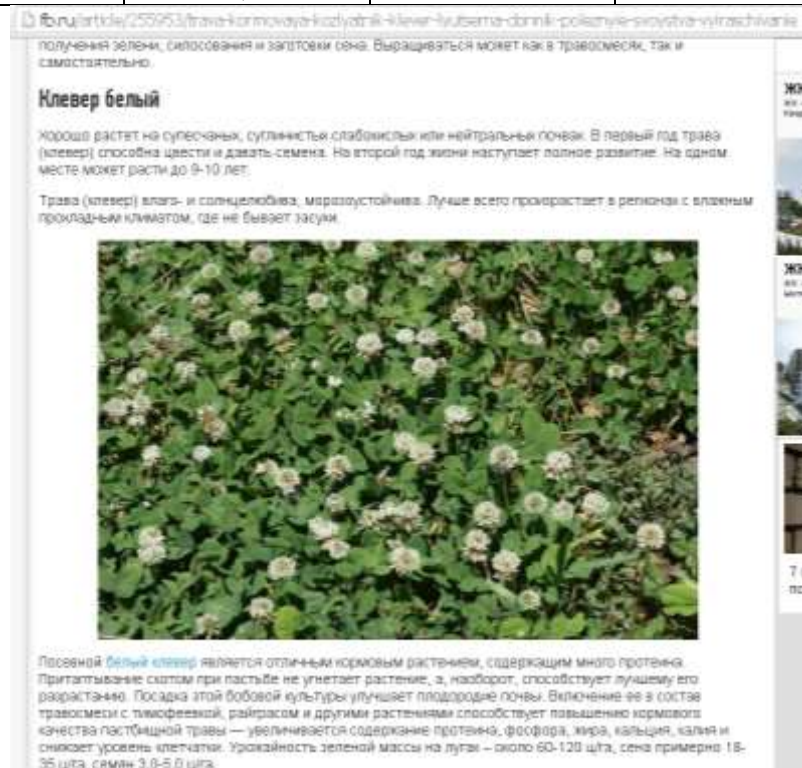 fb.ru/article/255953/trava-kormovaya-kozlyatnik-klever-lyutserna-donnik-poleznyie-svoystva-vyiraschivanie
получения зелени, силосования и заготовки сена. Выращиваться может как в травосмесях, так и
самостоятельно.
Клевер белый
Хорошо растет на супесчаных, суглинистых слабокислых или нейтральных почвах. В первый год трава
(клевер) способна цвести и давать семена. На второй год жизни наступает полное развитие. На одном
месте может расти до 9-10 лет.
Трава (клевер) влаго- и солнцелюбива, морозоустойчива. Лучше всего произрастает в регионах с влажным
прохладным климатом, где не бывает засухи.
Посевной белый клевер является отличным кормовым растением, содержащим много протеина.
Притаптывание скотом при пастьбе не угнетает растение, а, наоборот, способствует лучшему его
разрастанию. Посадка этой бобовой культуры улучшает плодородие почвы. Включение ее в состав
травосмеси с тимофеевкой, райграсом и другими растениями способствует повышению кормового
качества пастбищной травы — увеличивается содержание протеина, фосфора, жира, кальция, калия и
снижает уровень клетчатки. Урожайность зеленой массы на лугах – около 60-120 ц/га, сена примерно 18-
35 ц/га, семян 3,0-5,0 ц/га.
ЖК
ЖК
7
по